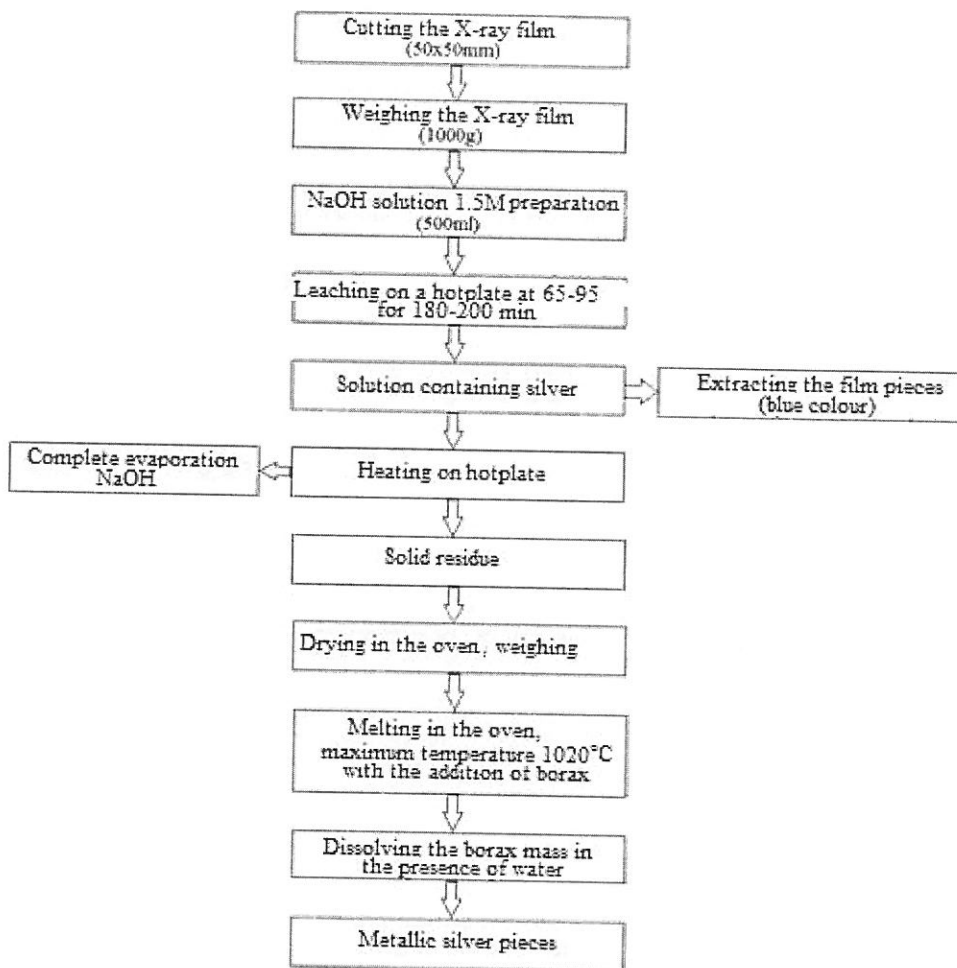 Cutting the X-ray film
(50x50mm)
Weighing the X-ray film
(1000g)
NaOH solution 1.5M preparation
(500ml)
Leaching on a hotplate at 65-95
for 180-200 min
Solution containing silver
Extracting the film pieces
(blue colour)
Complete evaporation
NaOH
Heating on hotplate
Solid residue
Drying in the oven, weighing
Melting in the oven,
maximum temperature 1020°C
with the addition of borax
Dissolving the borax mass in
the presence of water
Metallic silver pieces